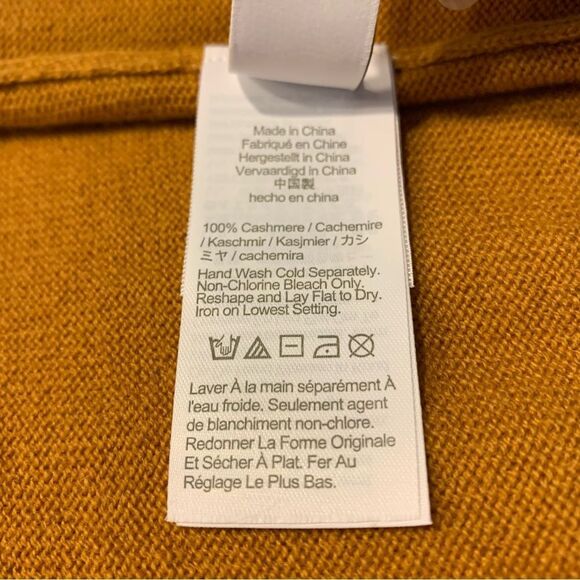 Made in China
Fabriqué en Chine
Hergestellt in China
Vervaardigd in China
中国製
hecho en china
100% Cashmere / Cachemire
/ Kaschmir / Kasjmier / カシ
ミヤ / cachemira
Hand Wash Cold Separately.
Non-Chlorine Bleach Only.
Reshape and Lay Flat to Dry.
Iron on Lowest Setting.
Laver À la main séparément À
l'eau froide. Seulement agent
de blanchiment non-chlore.
Redonner La Forme Originale
Et Sécher À Plat. Fer Au
Réglage Le Plus Bas.